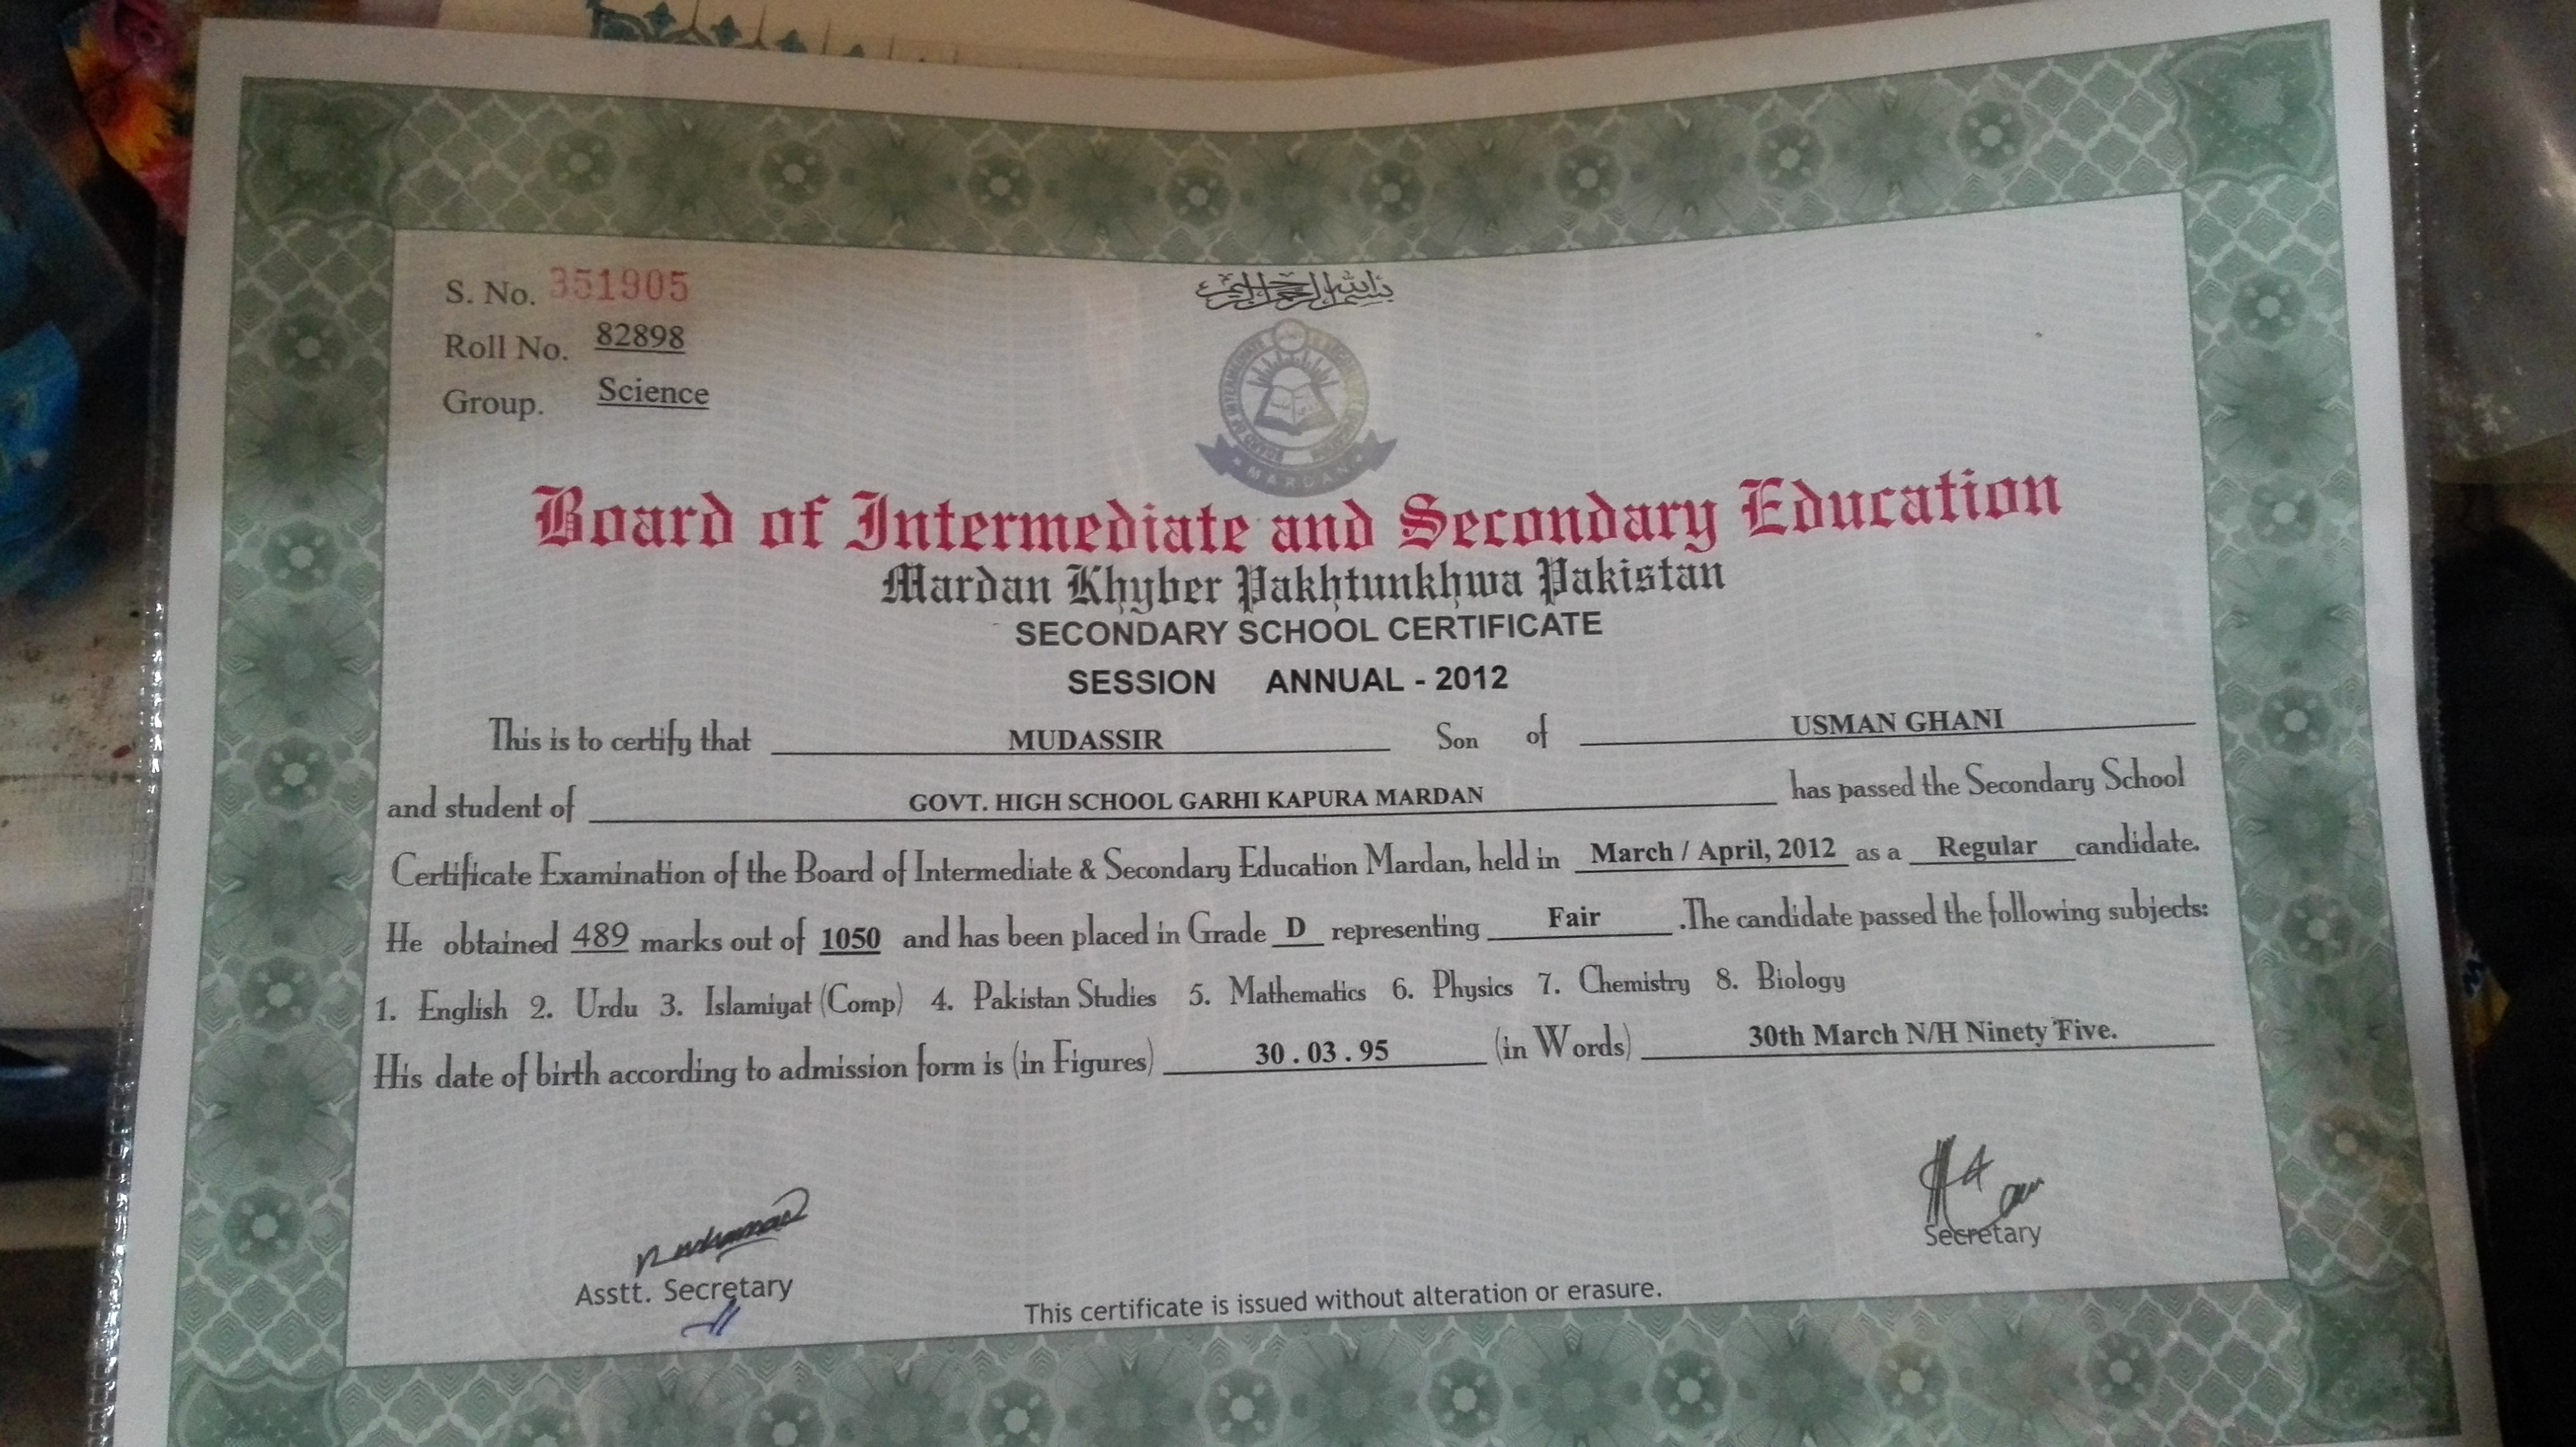 S. No. 351905
Roll No. 82898
Group. Science
بسم الله الرحمن الرحيم
MARDAN
Board of Intermediate and Secondary Education
Mardan Khyber Pakhtunkhwa Pakistan
SECONDARY SCHOOL CERTIFICATE
SESSION ANNUAL - 2012
This is to certify that MUDASSIR Son of USMAN GHANI
and student of GOVT. HIGH SCHOOL GARHI KAPURA MARDAN has passed the Secondary School
Certificate Examination of the Board of Intermediate & Secondary Education Mardan, held in March / April, 2012 as a Regular candidate.
He obtained 489 marks out of 1050 and has been placed in Grade D representing Fair .The candidate passed the following subjects:
1. English 2. Urdu 3. Islamiyat (Comp) 4. Pakistan Studies 5. Mathematics 6. Physics 7. Chemistry 8. Biology
His date of birth according to admission form is (in Figures) 30 . 03 . 95 (in Words) 30th March N/H Ninety Five.
Asstt. Secretary
Secretary
This certificate is issued without alteration or erasure.